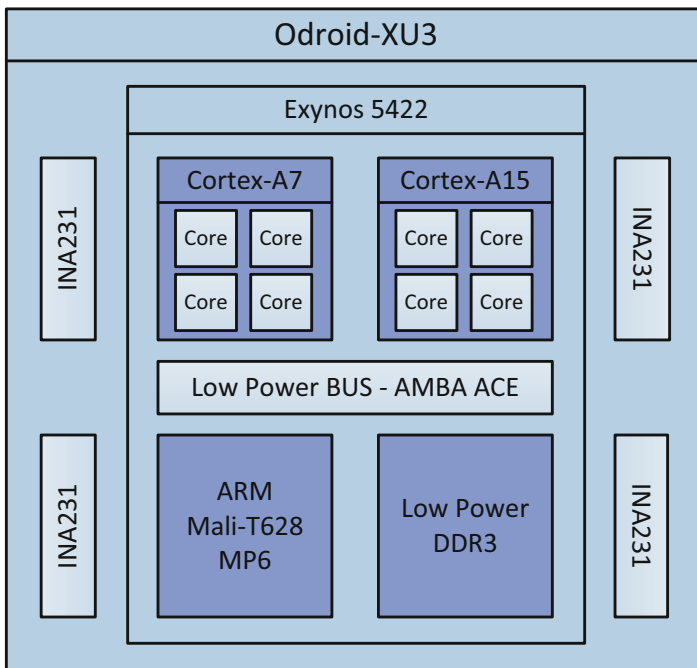 Odroid-XU3
Exynos 5422
INA231
Cortex-A7
Core Core
Core Core
Cortex-A15
Core Core
Core Core
INA231
Low Power BUS - AMBA ACE
INA231
ARM
Mali-T628
MP6
Low Power
DDR3
INA231